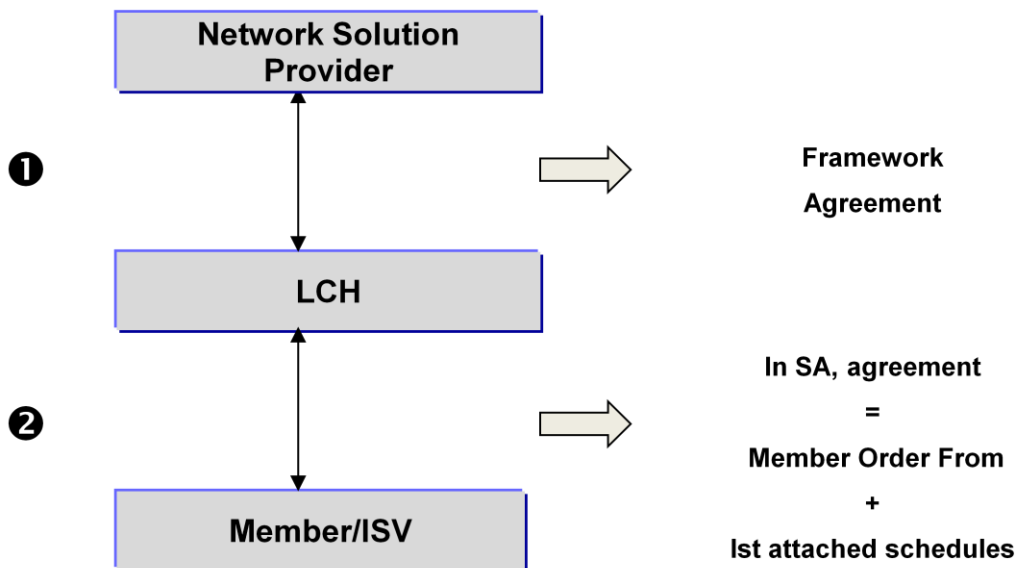 Network Solution
Provider
❶
Framework
Agreement
LCH
In SA, agreement
=
❷
Member Order From
+
Member/ISV
Ist attached schedules